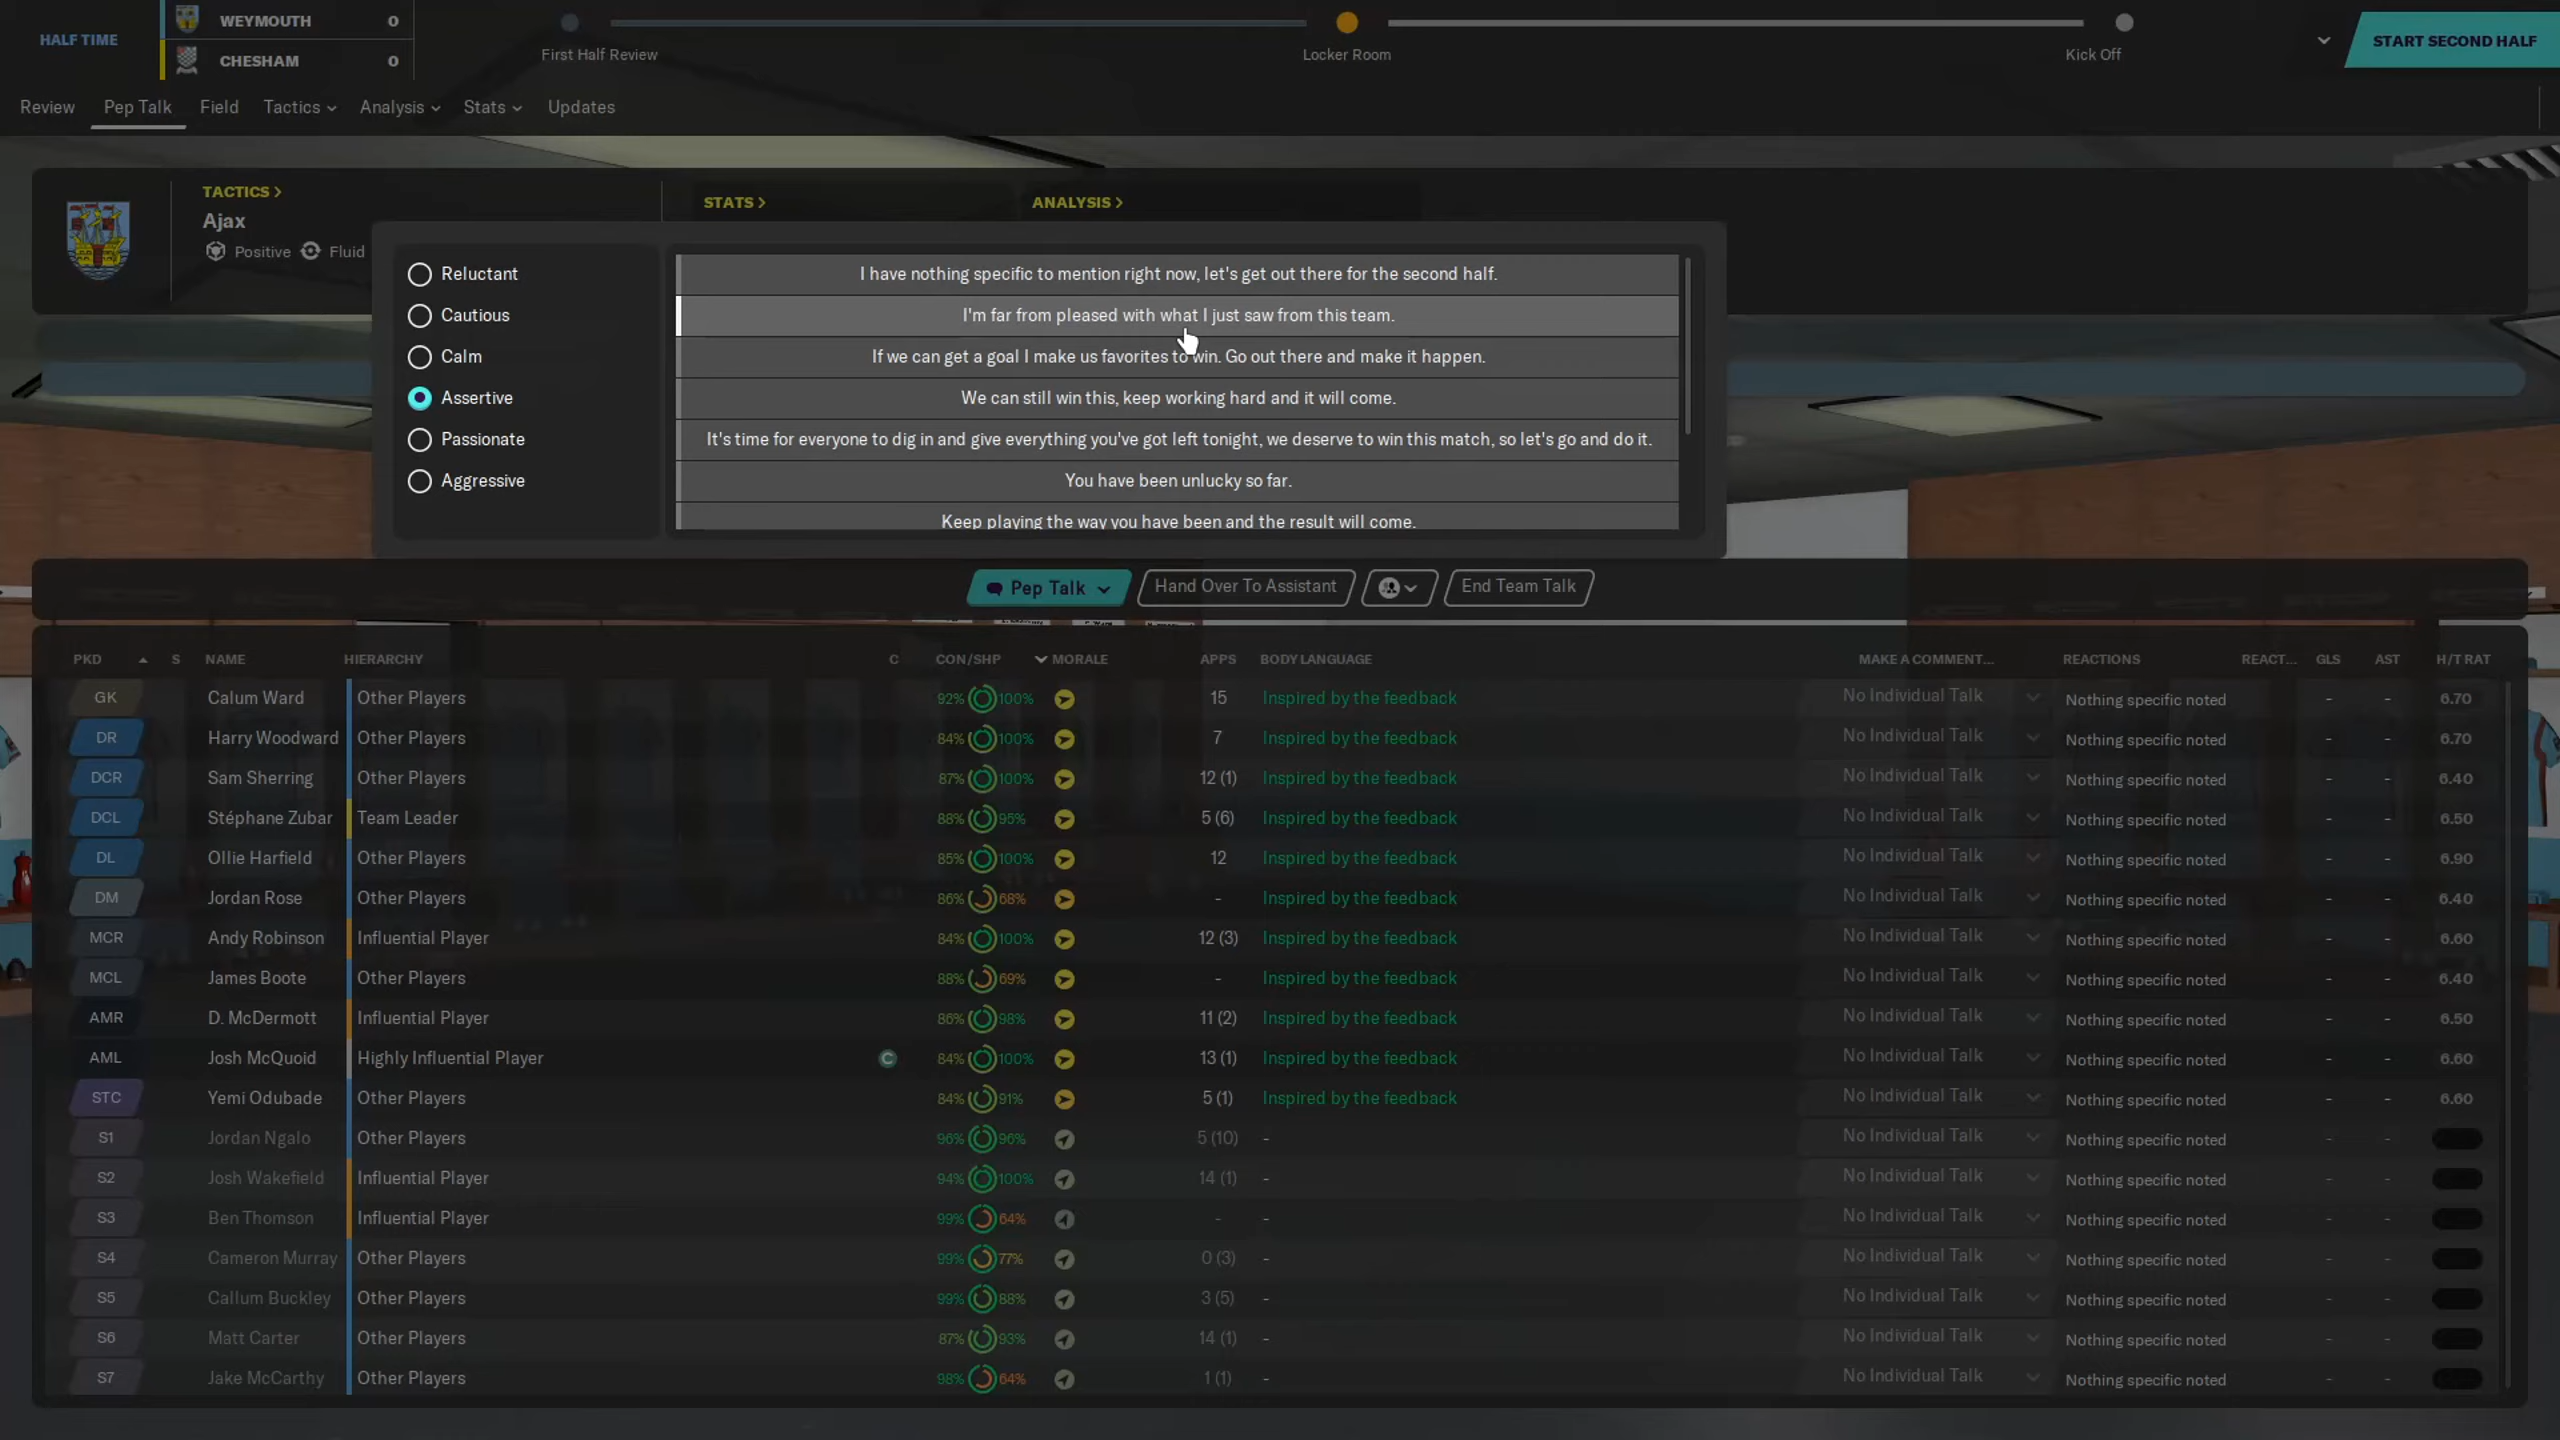 HALF TIME
WEYMOUTH 0
CHESHAM 0
First Half Review
Locker Room
Kick Off
START SECOND HALF
Review Pep Talk Field Tactics Analysis Stats Updates
TACTICS >
Ajax
Positive Fluid
STATS >
ANALYSIS >
Reluctant
Cautious
Calm
Assertive
Passionate
Aggressive
I have nothing specific to mention right now, let's get out there for the second half.
I'm far from pleased with what I just saw from this team.
If we can get a goal I make us favorites to win. Go out there and make it happen.
We can still win this, keep working hard and it will come.
It's time for everyone to dig in and give everything you've got left tonight, we deserve to win this match, so let's go and do it.
You have been unlucky so far.
Keep playing the way you have been and the result will come.
Pep Talk Hand Over To Assistant End Team Talk
PKD S NAME HIERARCHY C CON/SHP MORALE APPS BODY LANGUAGE MAKE A COMMENT... REACTIONS REACT... GLS AST H/T RAT
GK Calum Ward Other Players 92% 100% 15 Inspired by the feedback No Individual Talk Nothing specific noted - - 6.70
DR Harry Woodward Other Players 84% 100% 7 Inspired by the feedback No Individual Talk Nothing specific noted - - 6.70
DCR Sam Sherring Other Players 87% 100% 12 (1) Inspired by the feedback No Individual Talk Nothing specific noted - - 6.40
DCL Stéphane Zubar Team Leader 88% 95% 5 (6) Inspired by the feedback No Individual Talk Nothing specific noted - - 6.50
DL Ollie Harfield Other Players 85% 100% 12 Inspired by the feedback No Individual Talk Nothing specific noted - - 6.90
DM Jordan Rose Other Players 86% 68% - Inspired by the feedback No Individual Talk Nothing specific noted - - 6.40
MCR Andy Robinson Influential Player 84% 100% 12 (3) Inspired by the feedback No Individual Talk Nothing specific noted - - 6.60
MCL James Boote Other Players 88% 69% - Inspired by the feedback No Individual Talk Nothing specific noted - - 6.40
AMR D. McDermott Influential Player 86% 98% 11 (2) Inspired by the feedback No Individual Talk Nothing specific noted - - 6.50
AML Josh McQuoid Highly Influential Player C 84% 100% 13 (1) Inspired by the feedback No Individual Talk Nothing specific noted - - 6.60
STC Yemi Odubade Other Players 84% 91% 5 (1) Inspired by the feedback No Individual Talk Nothing specific noted - - 6.60
S1 Jordan Ngalo Other Players 96% 96% 5 (10) - No Individual Talk Nothing specific noted - -
S2 Josh Wakefield Influential Player 94% 100% 14 (1) - No Individual Talk Nothing specific noted - -
S3 Ben Thomson Influential Player 99% 64% - - No Individual Talk Nothing specific noted - -
S4 Cameron Murray Other Players 99% 77% 0 (3) - No Individual Talk Nothing specific noted - -
S5 Callum Buckley Other Players 99% 88% 3 (5) - No Individual Talk Nothing specific noted - -
S6 Matt Carter Other Players 87% 93% 14 (1) - No Individual Talk Nothing specific noted - -
S7 Jake McCarthy Other Players 98% 64% 1 (1) - No Individual Talk Nothing specific noted - -